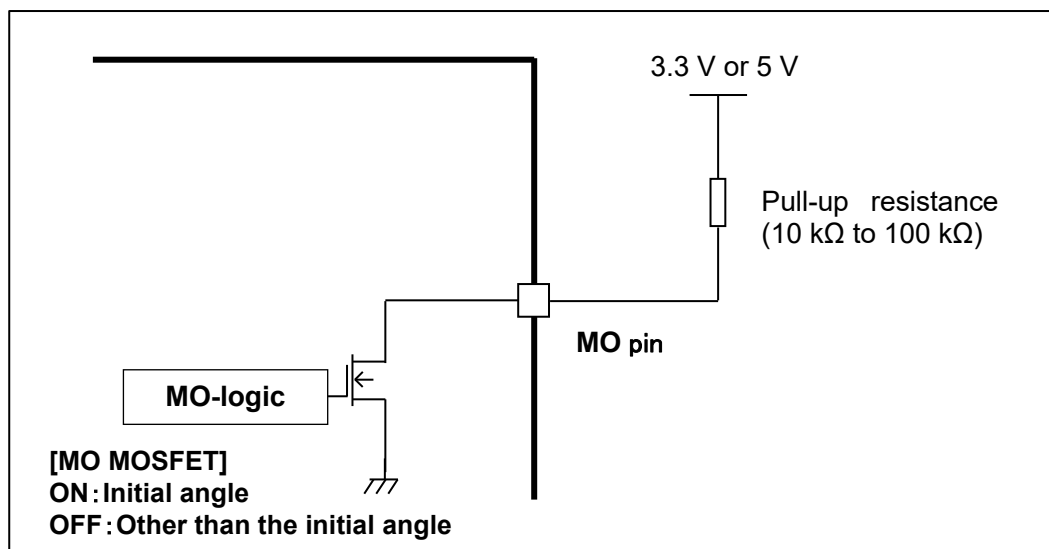 3.3 V or 5 V
Pull-up resistance
(10 kΩ to 100 kΩ)
MO pin
MO-logic
[MO MOSFET]
ON:Initial angle
OFF:Other than the initial angle